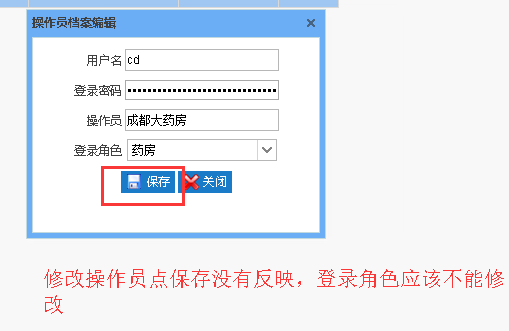 操作员档案编辑
用户名 cd
登录密码 ••••••••••••••••••••••••••••••
操作员 成都大药房
登录角色 药房
保存 关闭
修改操作员点保存没有反映，登录角色应该不能修
改